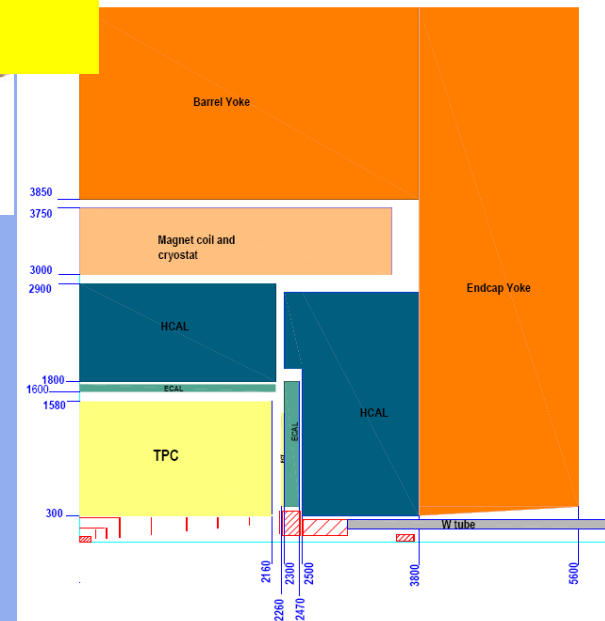 Barrel Yoke
3850
3750
Magnet coil and
cryostat
3000
2900
Endcap Yoke
HCAL
1800
ECAL
1600
1580
HCAL
ECAL
TPC
300
W tube
2160
2300
2500
3800
5600
2260
2470